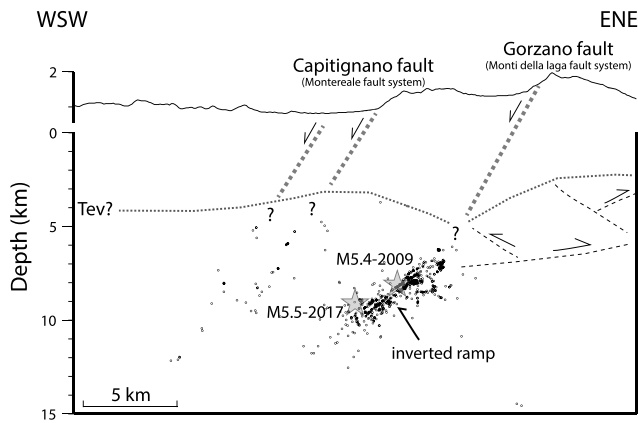 WSW
ENE
Capitignano fault
(Montereale fault system)
Gorzano fault
(Monti della laga fault system)
2
0
Depth (km)
Tev?
?
?
?
5
M5.4-2009
M5.5-2017
10
inverted ramp
5 km
15